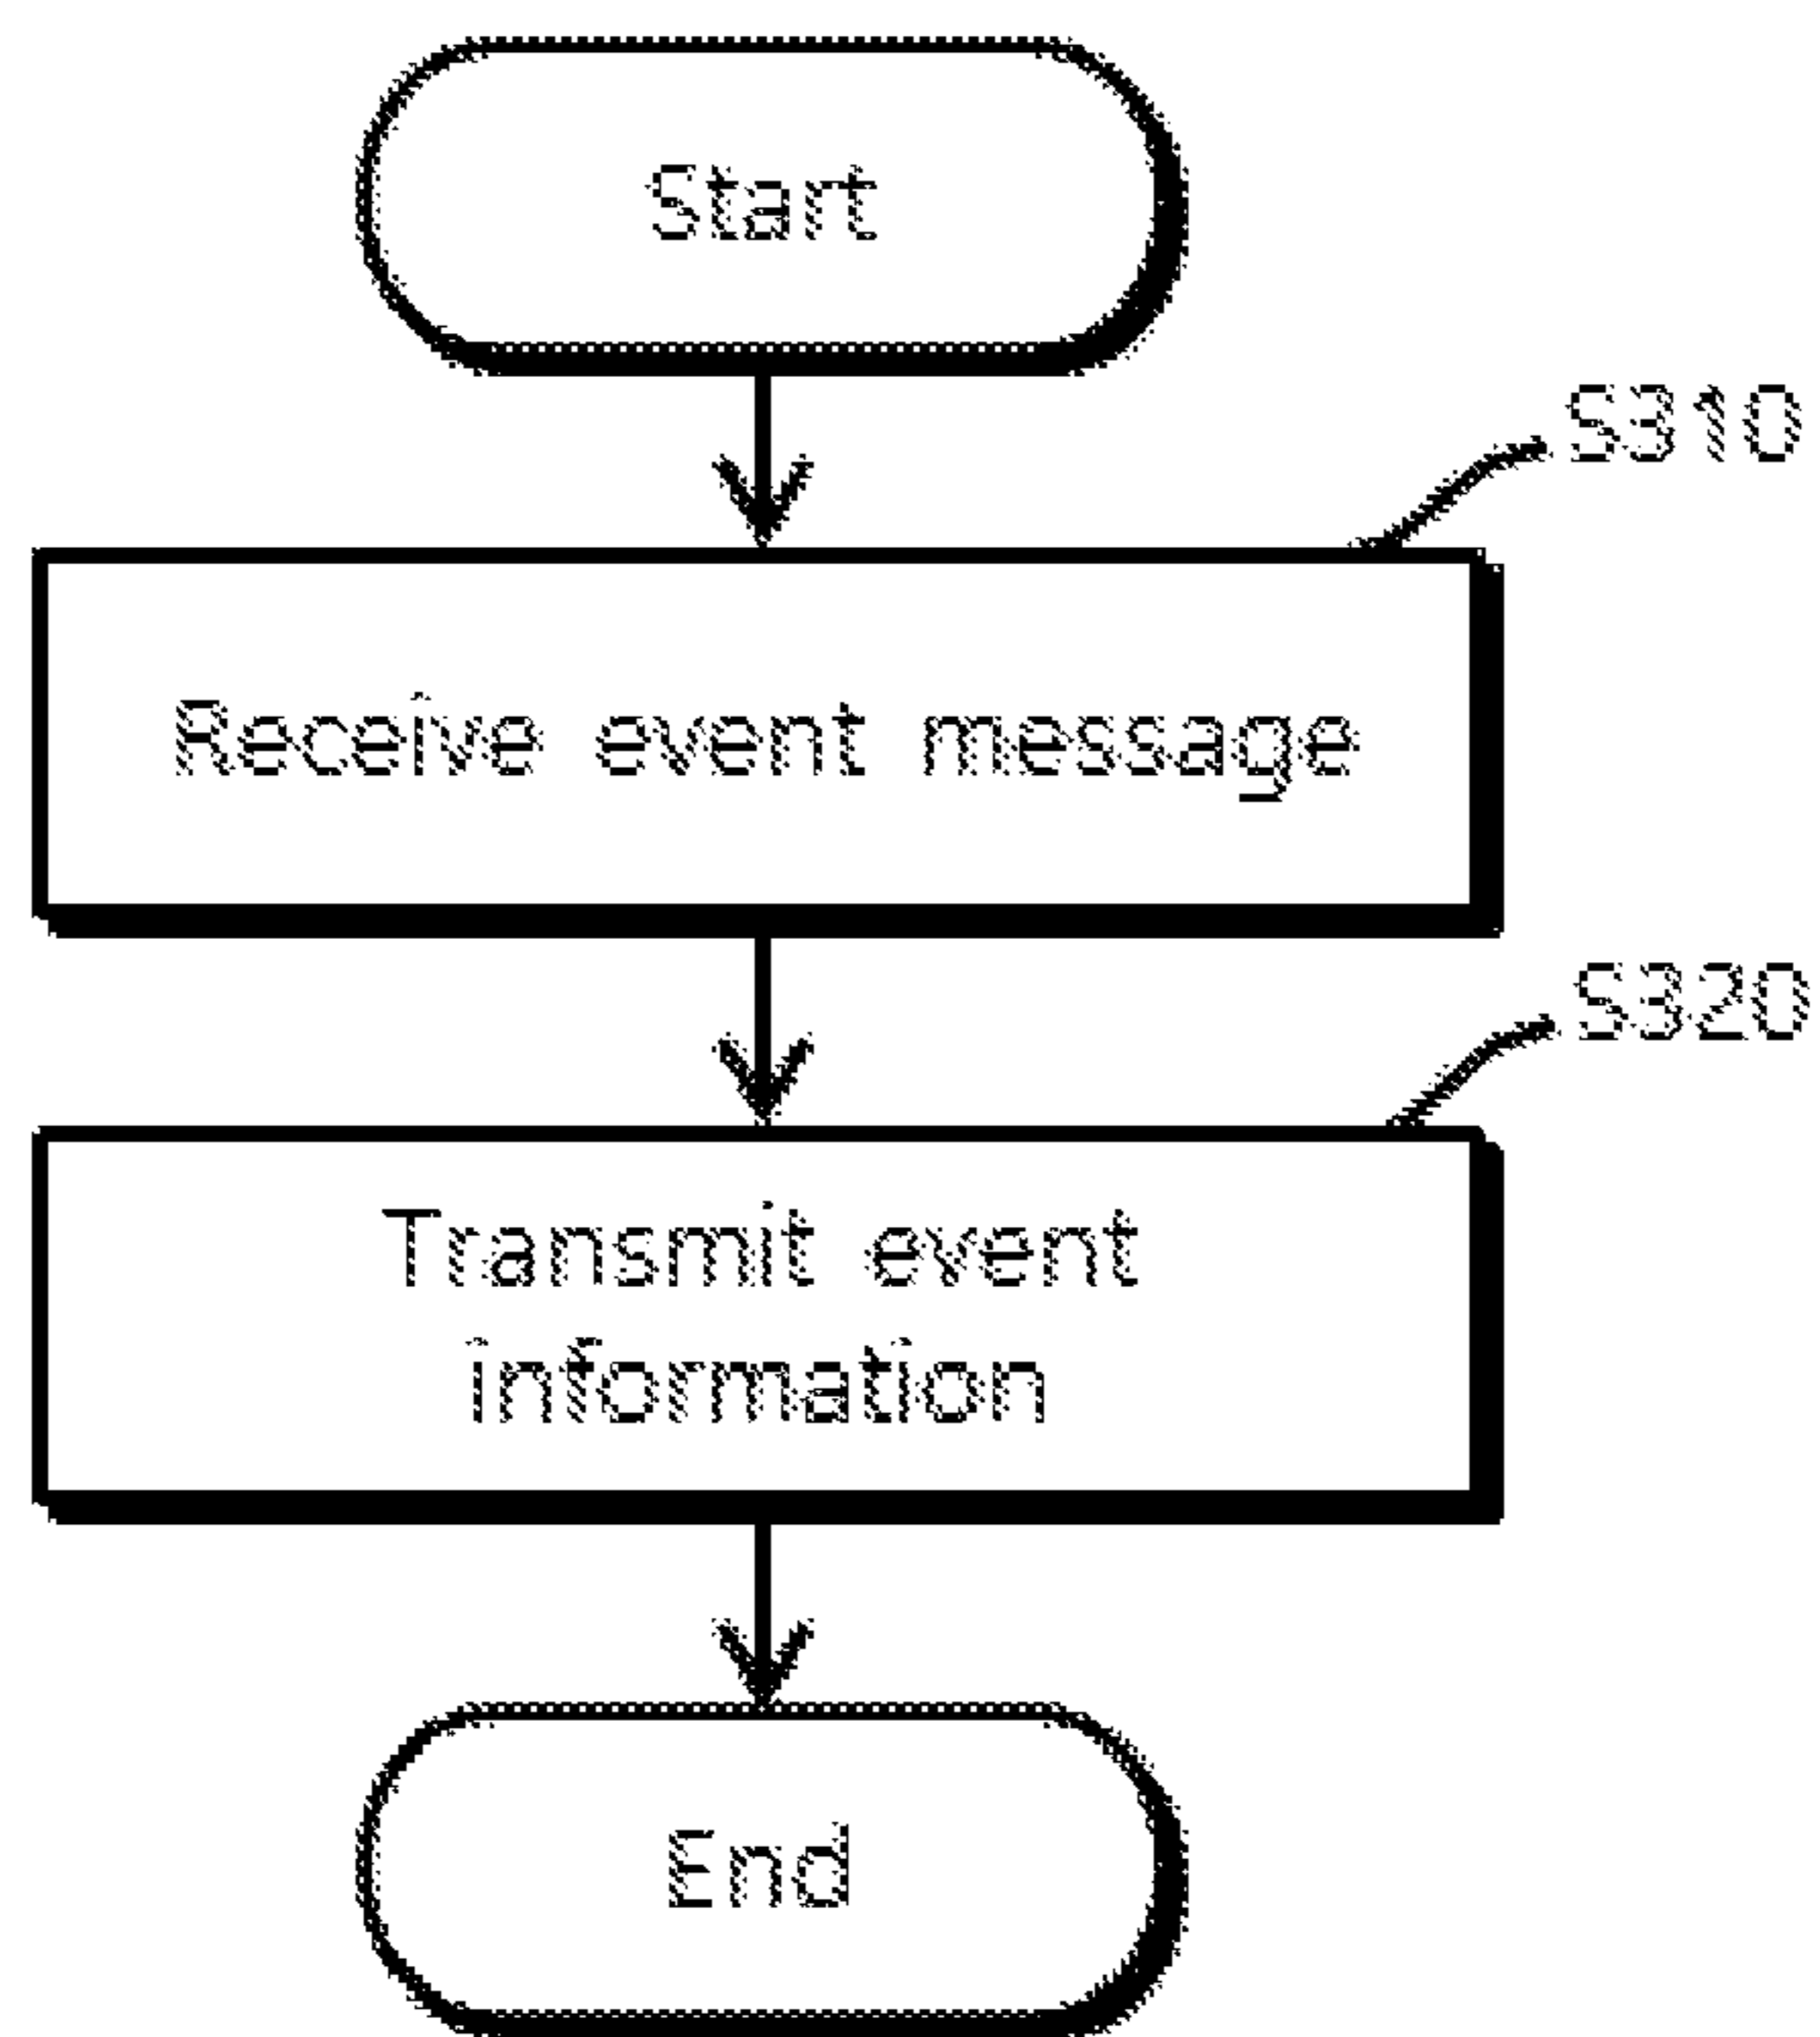 Start
S310
Receive event message
S320
Transmit event
information
End